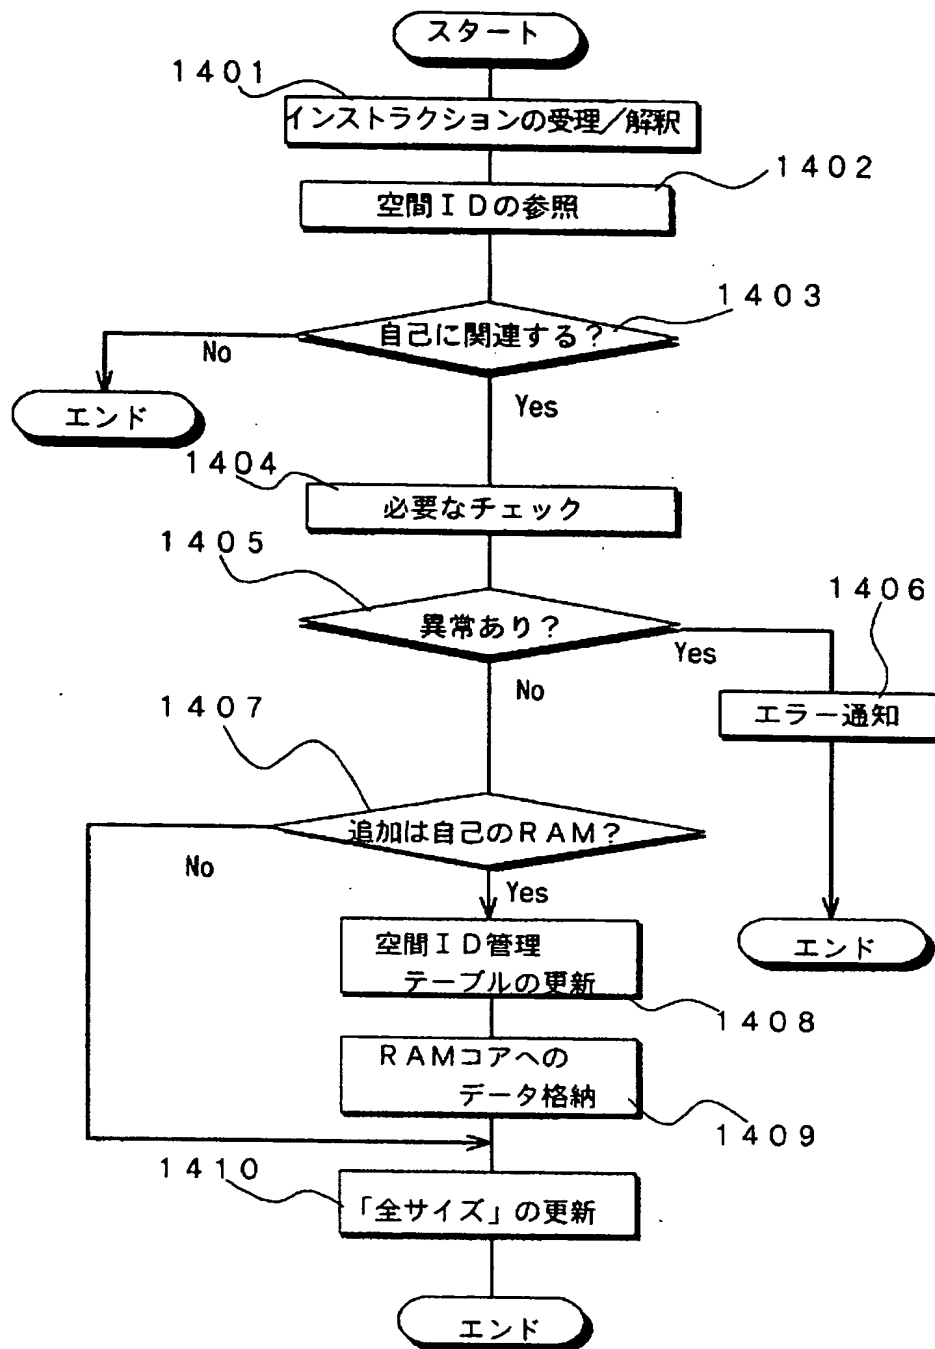 スタート
1401
インストラクションの受理／解釈
1402
空間ＩＤの参照
1403
自己に関連する？
No
Yes
エンド
1404
必要なチェック
1405
異常あり？
1406
Yes
No
エラー通知
1407
追加は自己のＲＡＭ？
No
Yes
空間ＩＤ管理
テーブルの更新
エンド
1408
ＲＡＭコアへの
データ格納
1409
1410
「全サイズ」の更新
エンド